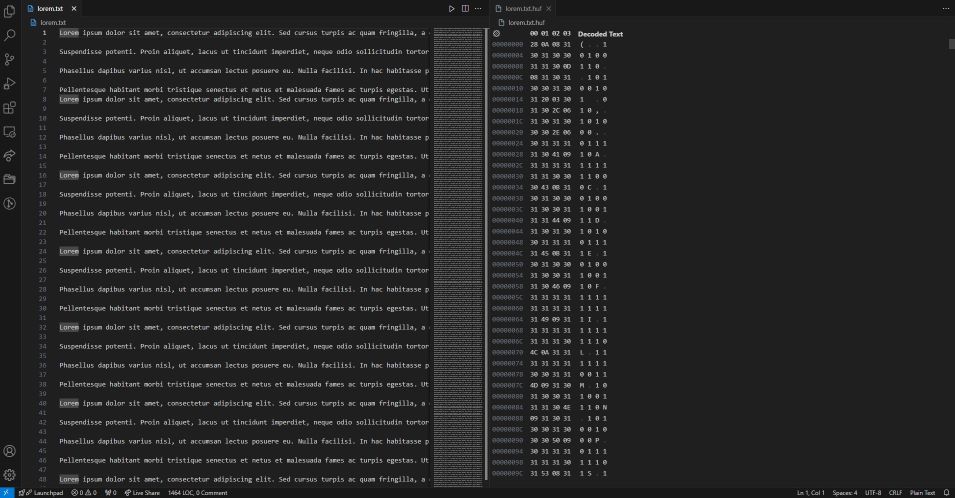 lorem.txt
lorem.txt
1 Lorem ipsum dolor sit amet, consectetur adipiscing elit. Sed cursus turpis ac quam fringilla, a
2
3 Suspendisse potenti. Proin aliquet, lacus ut tincidunt imperdiet, neque odio sollicitudin tortor
4
5 Phasellus dapibus varius nisl, ut accumsan lectus posuere eu. Nulla facilisi. In hac habitasse p
6
7 Pellentesque habitant morbi tristique senectus et netus et malesuada fames ac turpis egestas. Ut
8 Lorem ipsum dolor sit amet, consectetur adipiscing elit. Sed cursus turpis ac quam fringilla, a
9
10 Suspendisse potenti. Proin aliquet, lacus ut tincidunt imperdiet, neque odio sollicitudin tortor
11
12 Phasellus dapibus varius nisl, ut accumsan lectus posuere eu. Nulla facilisi. In hac habitasse p
13
14 Pellentesque habitant morbi tristique senectus et netus et malesuada fames ac turpis egestas. Ut
15
16 Lorem ipsum dolor sit amet, consectetur adipiscing elit. Sed cursus turpis ac quam fringilla, a
17
18 Suspendisse potenti. Proin aliquet, lacus ut tincidunt imperdiet, neque odio sollicitudin tortor
19
20 Phasellus dapibus varius nisl, ut accumsan lectus posuere eu. Nulla facilisi. In hac habitasse p
21
22 Pellentesque habitant morbi tristique senectus et netus et malesuada fames ac turpis egestas. Ut
23
24 Lorem ipsum dolor sit amet, consectetur adipiscing elit. Sed cursus turpis ac quam fringilla, a
25
26 Suspendisse potenti. Proin aliquet, lacus ut tincidunt imperdiet, neque odio sollicitudin tortor
27
28 Phasellus dapibus varius nisl, ut accumsan lectus posuere eu. Nulla facilisi. In hac habitasse p
29
30 Pellentesque habitant morbi tristique senectus et netus et malesuada fames ac turpis egestas. Ut
31
32 Lorem ipsum dolor sit amet, consectetur adipiscing elit. Sed cursus turpis ac quam fringilla, a
33
34 Suspendisse potenti. Proin aliquet, lacus ut tincidunt imperdiet, neque odio sollicitudin tortor
35
36 Phasellus dapibus varius nisl, ut accumsan lectus posuere eu. Nulla facilisi. In hac habitasse p
37
38 Pellentesque habitant morbi tristique senectus et netus et malesuada fames ac turpis egestas. Ut
39
40 Lorem ipsum dolor sit amet, consectetur adipiscing elit. Sed cursus turpis ac quam fringilla, a
41
42 Suspendisse potenti. Proin aliquet, lacus ut tincidunt imperdiet, neque odio sollicitudin tortor
43
44 Phasellus dapibus varius nisl, ut accumsan lectus posuere eu. Nulla facilisi. In hac habitasse p
45
46 Pellentesque habitant morbi tristique senectus et netus et malesuada fames ac turpis egestas. Ut
47
48 Lorem ipsum dolor sit amet, consectetur adipiscing elit. Sed cursus turpis ac quam fringilla, a
lorem.txt.huf
lorem.txt.huf
00 01 02 03 Decoded Text
00000000 28 0A 08 31 ( . . 1
00000004 30 31 30 30 0 1 0 0
00000008 31 31 30 0D 1 1 0 .
0000000C 08 31 30 31 . 1 0 1
00000010 30 30 31 30 0 0 1 0
00000014 31 20 03 30 1 . 0
00000018 31 30 2C 06 1 0 , .
0000001C 31 30 31 30 1 0 1 0
00000020 30 30 2E 06 0 0 . .
00000024 30 31 31 31 0 1 1 1
00000028 31 30 41 09 1 0 A .
0000002C 31 31 31 31 1 1 1 1
00000030 31 31 30 30 1 1 0 0
00000034 30 43 0B 31 0 C . 1
00000038 30 31 30 30 0 1 0 0
0000003C 31 30 30 31 1 0 0 1
00000040 31 31 44 09 1 1 D .
00000044 31 30 31 30 1 0 1 0
00000048 30 31 31 31 0 1 1 1
0000004C 31 45 0B 31 1 E . 1
00000050 30 31 30 30 0 1 0 0
00000054 31 30 30 31 1 0 0 1
00000058 31 30 46 09 1 0 F .
0000005C 31 31 31 31 1 1 1 1
00000060 31 31 31 31 1 1 1 1
00000064 31 49 09 31 1 I . 1
00000068 31 31 31 31 1 1 1 1
0000006C 31 31 31 30 1 1 1 0
00000070 4C 0A 31 31 L . 1 1
00000074 31 31 31 31 1 1 1 1
00000078 30 30 31 31 0 0 1 1
0000007C 4D 09 31 30 M . 1 0
00000080 31 30 30 31 1 0 0 1
00000084 31 31 30 4E 1 1 0 N
00000088 09 31 30 31 . 1 0 1
0000008C 30 30 31 30 0 0 1 0
00000090 30 30 50 09 0 0 P .
00000094 30 31 31 31 0 1 1 1
00000098 31 31 31 30 1 1 1 0
0000009C 31 53 08 31 1 S . 1
Launchpad 0 0 0 Live Share 1464 LOC, 0 Comment Ln 1, Col 1 Spaces: 4 UTF-8 CRLF Plain Text